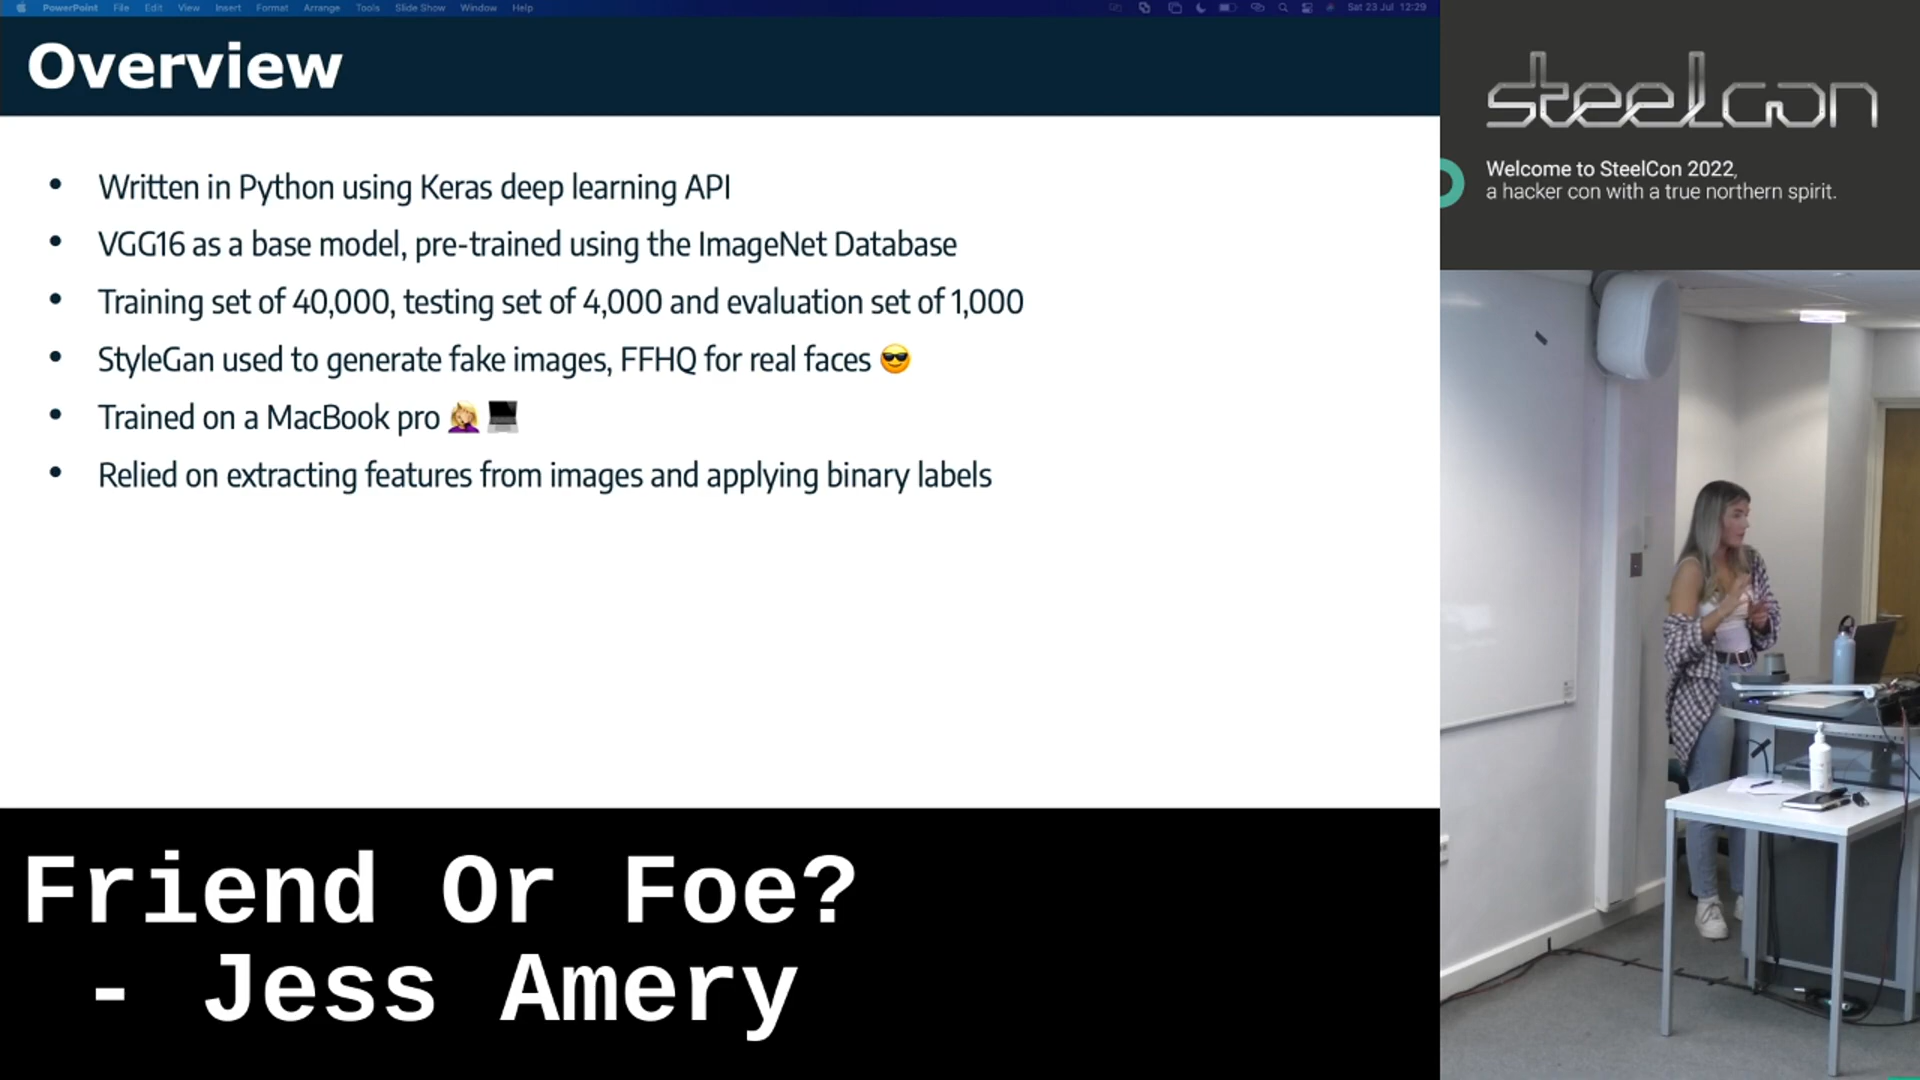 PowerPoint File Edit View Insert Format Arrange Tools Slide Show Window Help Sat 23 Jul 12:29
Overview
• Written in Python using Keras deep learning API
• VGG16 as a base model, pre-trained using the ImageNet Database
• Training set of 40,000, testing set of 4,000 and evaluation set of 1,000
• StyleGan used to generate fake images, FFHQ for real faces 😎
• Trained on a MacBook pro 🤦🏼‍♀️ 💻
• Relied on extracting features from images and applying binary labels
Friend Or Foe?
- Jess Amery
steelcon
Welcome to SteelCon 2022,
a hacker con with a true northern spirit.